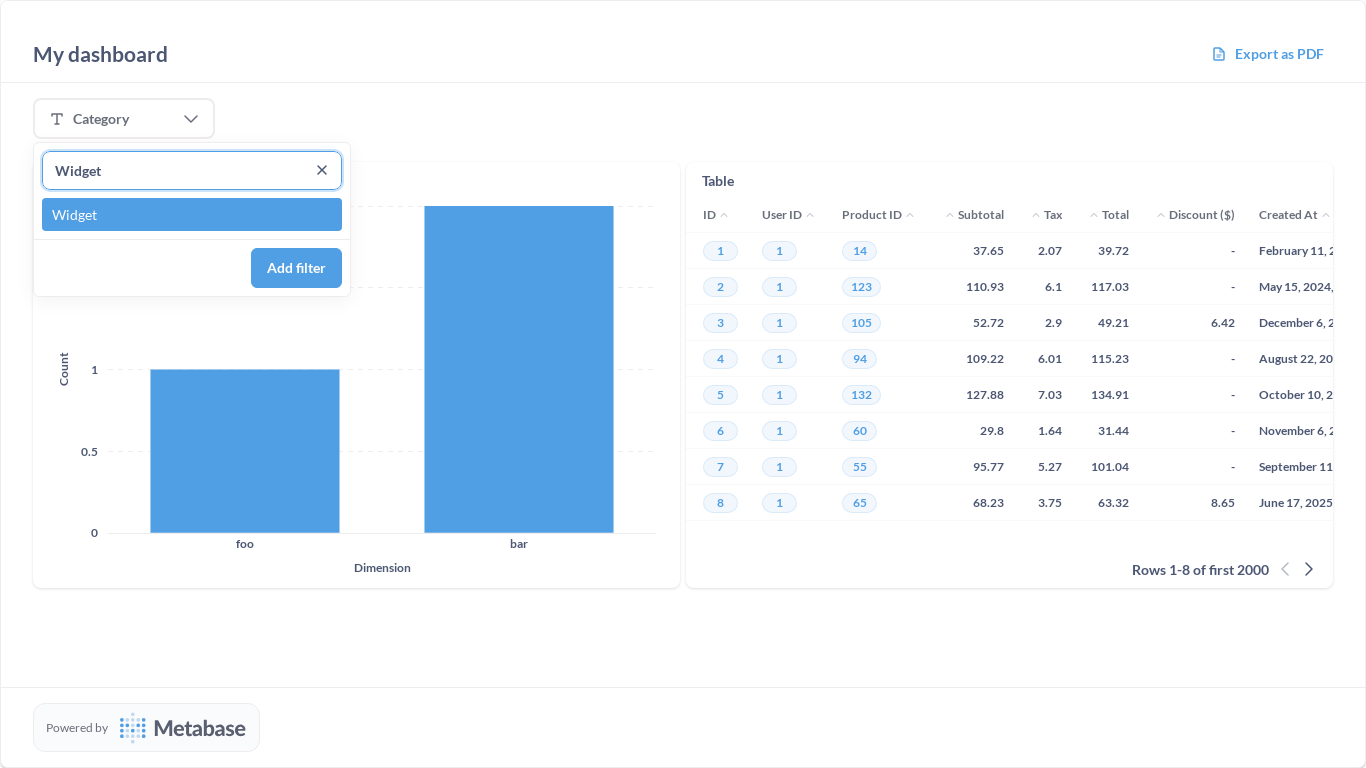 My dashboard
Export as PDF
Category
Widget
Widget
Add filter
Count
1
0.5
0
foo
bar
Dimension
Table
ID User ID Product ID Subtotal Tax Total Discount ($) Created At
1 1 14 37.65 2.07 39.72 - February 11, 2
2 1 123 110.93 6.1 117.03 - May 15, 2024,
3 1 105 52.72 2.9 49.21 6.42 December 6, 2
4 1 94 109.22 6.01 115.23 - August 22, 20
5 1 132 127.88 7.03 134.91 - October 10, 2
6 1 60 29.8 1.64 31.44 - November 6, 2
7 1 55 95.77 5.27 101.04 - September 11
8 1 65 68.23 3.75 63.32 8.65 June 17, 2025
Rows 1-8 of first 2000
Powered by Metabase